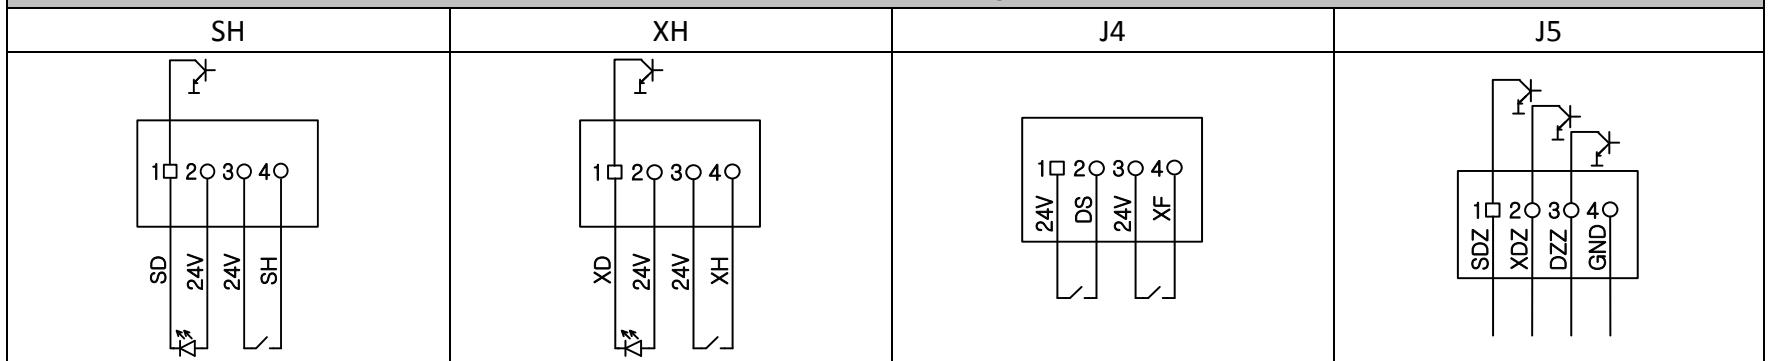 SH XH J4 J5
1 2 3 4
SD 24V 24V SH
1 2 3 4
XD 24V 24V XH
1 2 3 4
24V DS 24V XF
1 2 3 4
SDZ XDZ DZZ GND